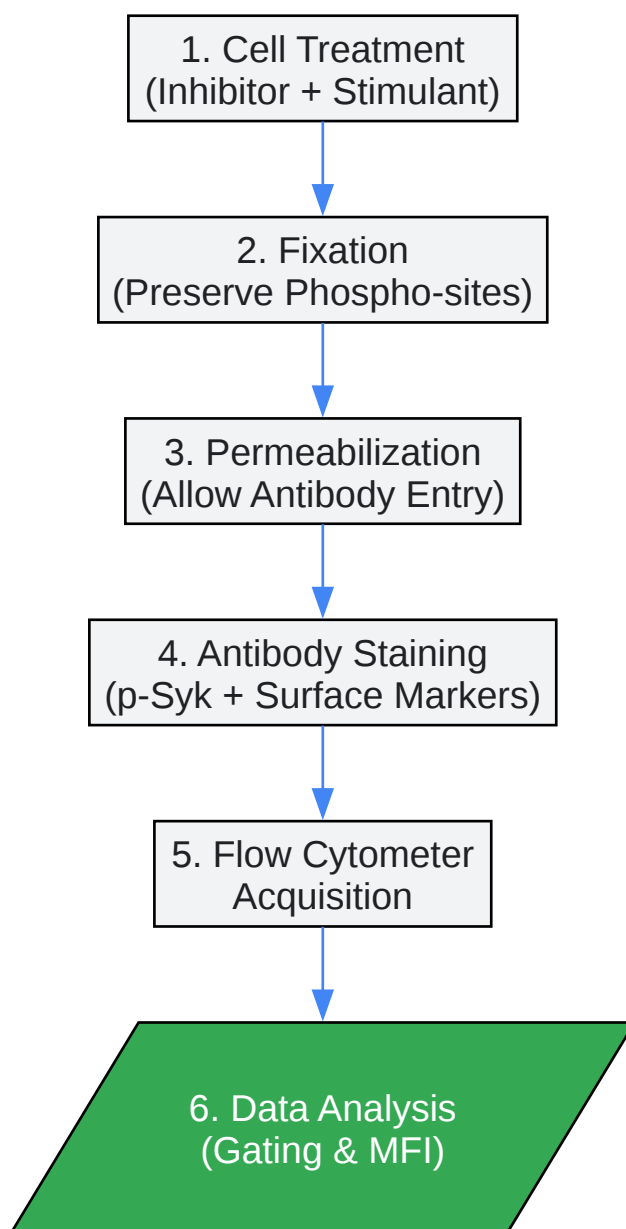 1. Cell Treatment
(Inhibitor + Stimulant)
2. Fixation
(Preserve Phospho-sites)
3. Permeabilization
(Allow Antibody Entry)
4. Antibody Staining
(p-Syk + Surface Markers)
5. Flow Cytometer
Acquisition
6. Data Analysis
(Gating & MFI)